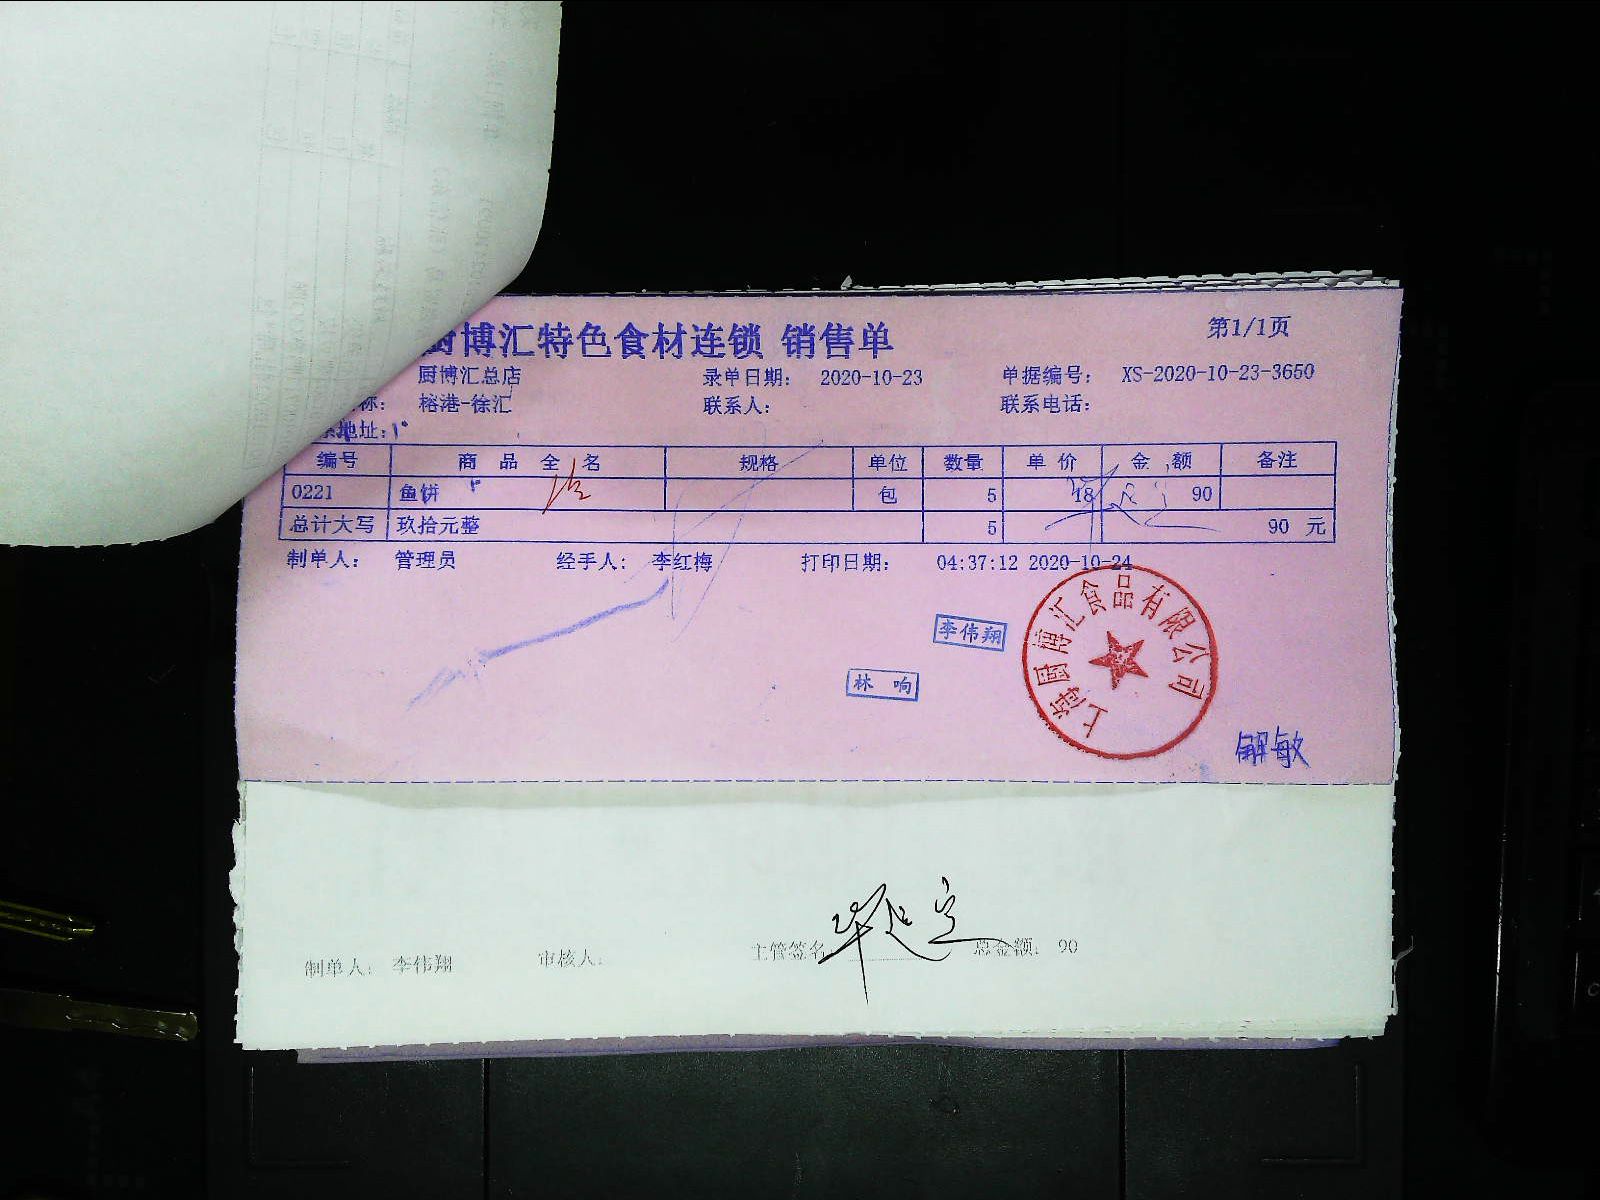 厨博汇特色食材连锁 销售单 第1/1页
厨博汇总店 录单日期： 2020-10-23 单据编号： XS-2020-10-23-3650
称： 榕港-徐汇 联系人： 联系电话：
系地址：
编号 商 品 全 名 规格 单位 数量 单 价 金 额 备注
0221 鱼饼 包 5 18 90
总计大写 玖拾元整 5 90 元
制单人： 管理员 经手人： 李红梅 打印日期： 04:37:12 2020-10-24
李伟翔
林 响
上海厨博汇食品有限公司
解敏
制单人： 李伟翔 审核人： 主管签名： 总金额： 90